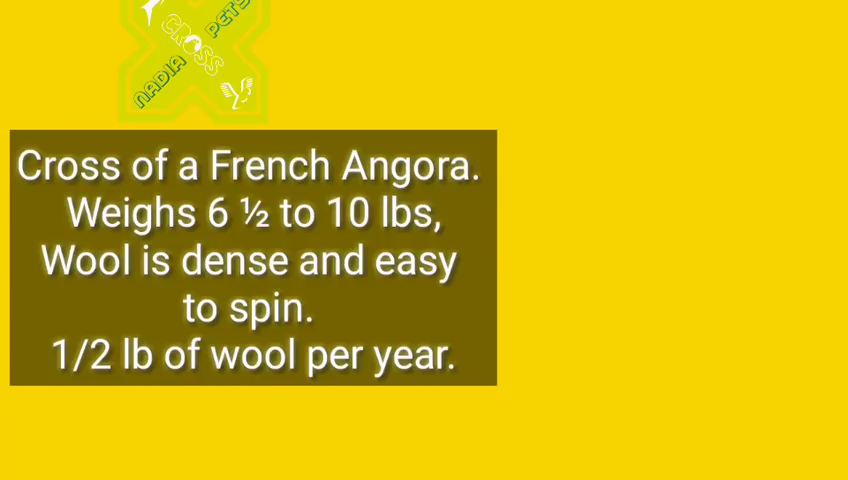 PETS
CROSS
NADIA
Cross of a French Angora.
Weighs 6 ½ to 10 lbs,
Wool is dense and easy
to spin.
1/2 lb of wool per year.